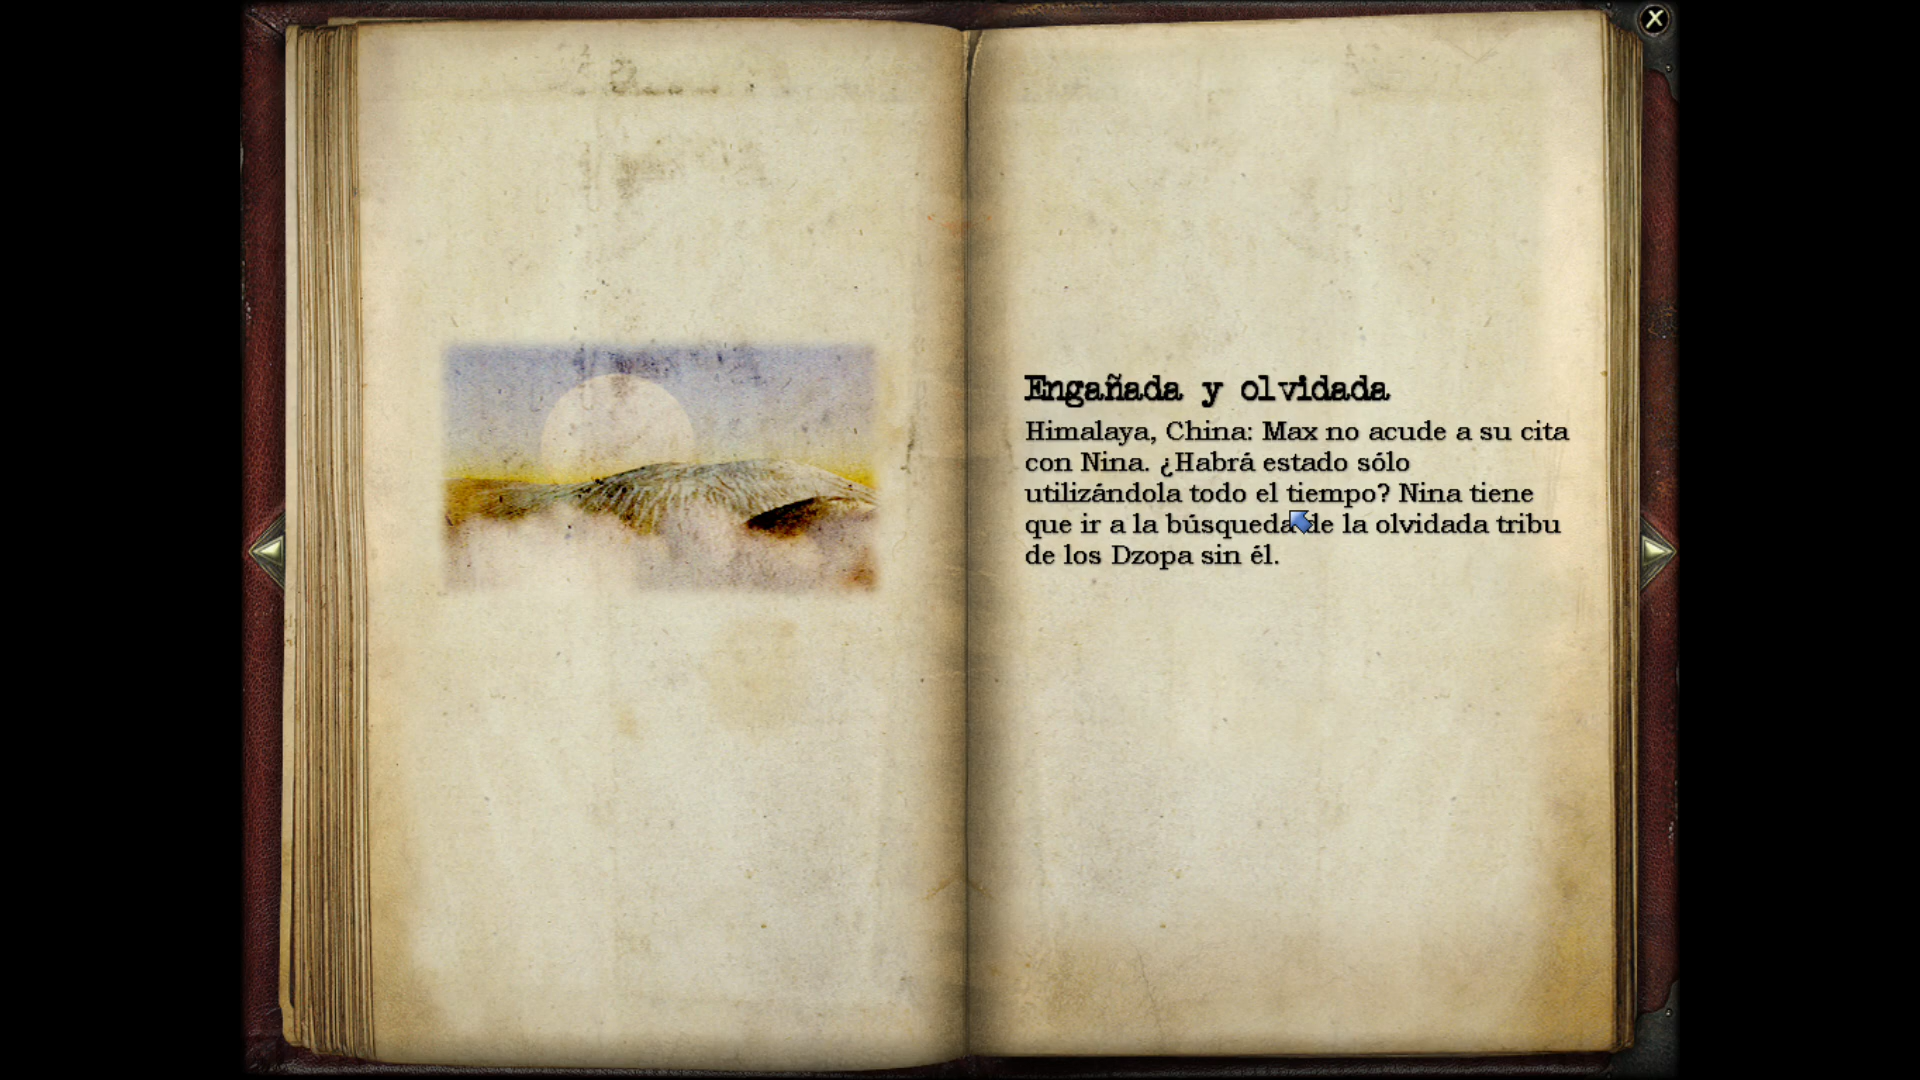 Engañada y olvidada
Himalaya, China: Max no acude a su cita
con Nina. ¿Habrá estado sólo
utilizándola todo el tiempo? Nina tiene
que ir a la búsqueda de la olvidada tribu
de los Dzopa sin él.